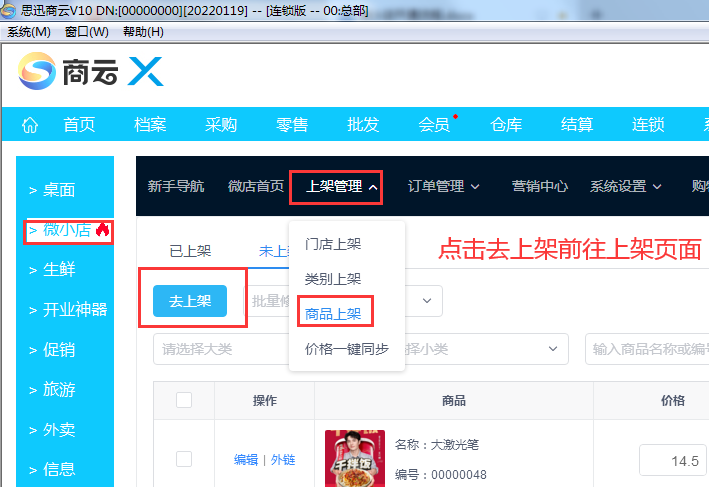 思迅商云V10 DN:[00000000][20220119] -- [连锁版 -- 00:总部]
系统(M) 窗口(W) 帮助(H)
商云 X
首页 档案 采购 零售 批发 会员 仓库 结算 连锁
新手导航 微店首页 上架管理 订单管理 营销中心 系统设置 购
> 桌面
> 微小店
> 生鲜
> 开业神器
> 促销
> 旅游
> 外卖
> 信息
已上架 未上
门店上架
类别上架
商品上架
价格一键同步
点击去上架前往上架页面
去上架 批量修
请选择大类 择小类 输入商品名称或编
操作 商品 价格
编辑 | 外链
干拌饭
名称：大激光笔
编号：00000048
14.5